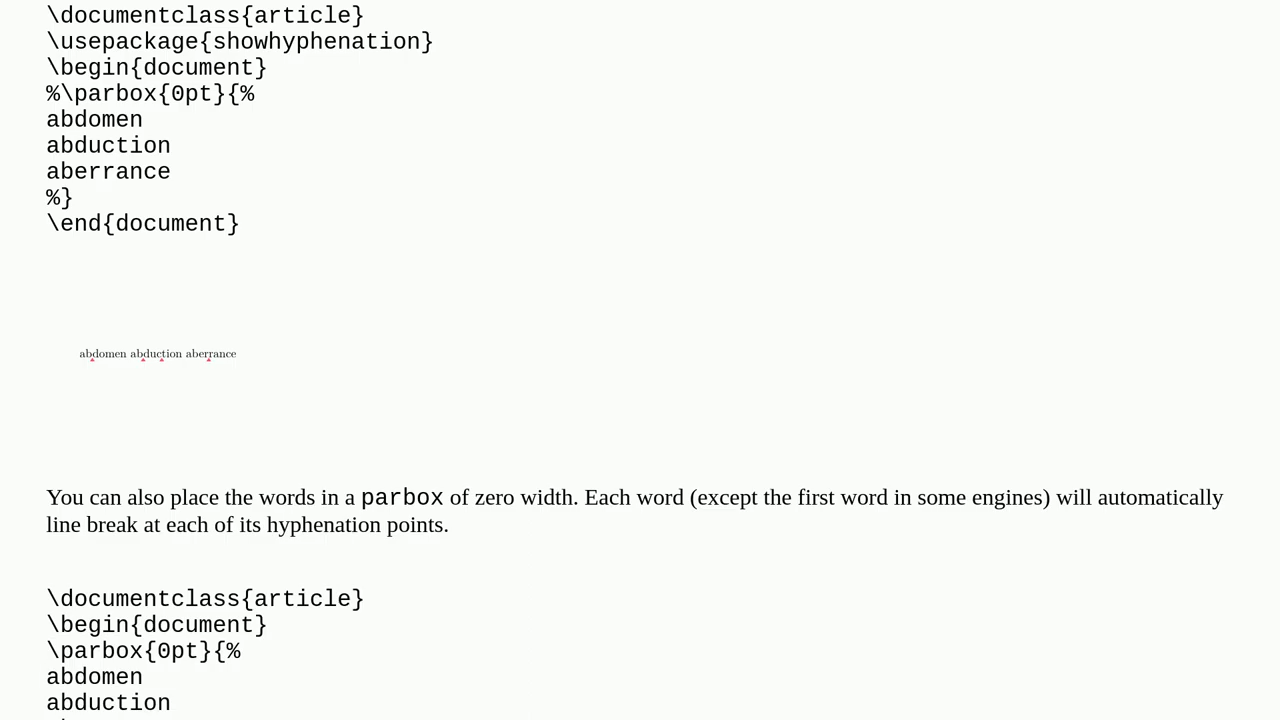 \documentclass{article}
\usepackage{showhyphenation}
\begin{document}
%\parbox{0pt}{%
abdomen
abduction
aberrance
%}
\end{document}
abdomen abduction aberrance
You can also place the words in a parbox of zero width. Each word (except the first word in some engines) will automatically
line break at each of its hyphenation points.
\documentclass{article}
\begin{document}
\parbox{0pt}{%
abdomen
abduction